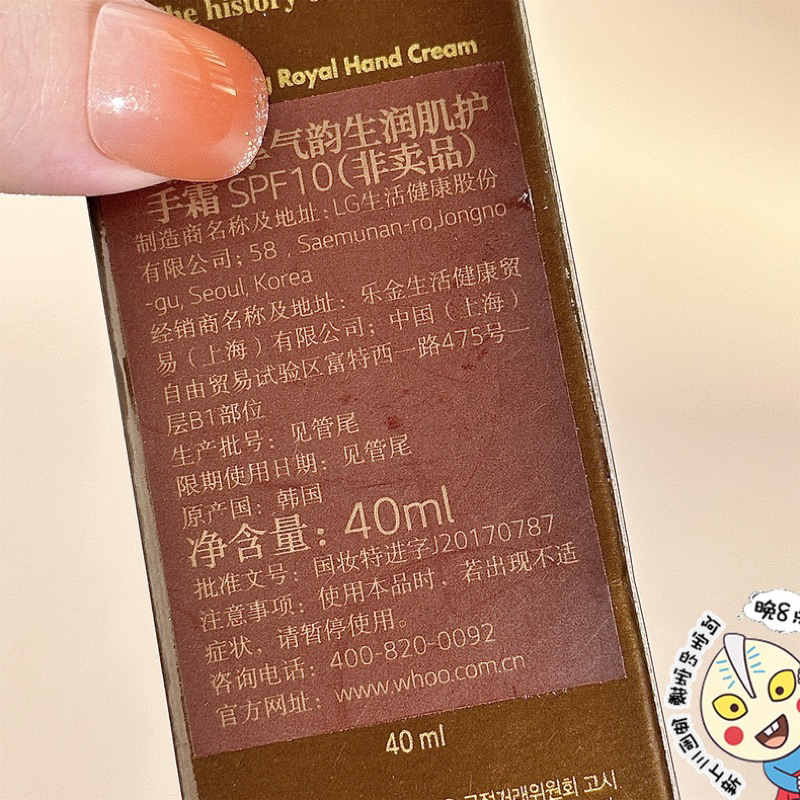 The history
Royal Hand Cream
气韵生润肌护
手霜 SPF10(非卖品)
制造商名称及地址: LG生活健康股份
有限公司; 58 , Saemunan-ro,Jongno
-gu, Seoul, Korea
经销商名称及地址: 乐金生活健康贸
易(上海)有限公司; 中国(上海)
自由贸易试验区富特西一路475号一
层B1部位
生产批号: 见管尾
限期使用日期: 见管尾
原产国: 韩国
净含量: 40ml
批准文号: 国妆特进字J20170787
注意事项: 使用本品时, 若出现不适
症状, 请暂停使用。
咨询电话: 400-820-0092
官方网址: www.whoo.com.cn
40 ml
고시
晚8